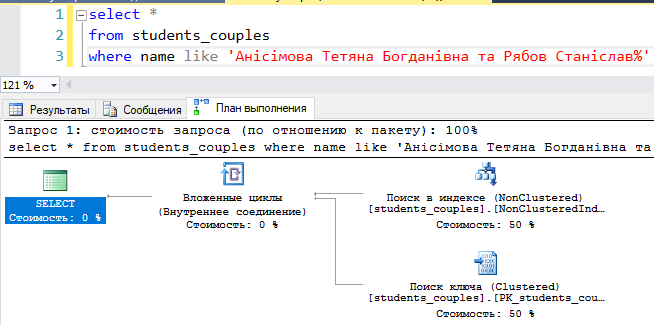 1 select *
2 from students_couples
3 where name like 'Анісімова Тетяна Богданівна та Рябов Станіслав%'
121 %
Результаты Сообщения План выполнения
Запрос 1: стоимость запроса (по отношению к пакету): 100%
select * from students_couples where name like 'Анісімова Тетяна Богданівна та
SELECT
Стоимость: 0 %
Вложенные циклы
(Внутреннее соединение)
Стоимость: 0 %
Поиск в индексе (NonClustered)
[students_couples].[NonClusteredInd…
Стоимость: 50 %
Поиск ключа (Clustered)
[students_couples].[PK_students_cou…
Стоимость: 50 %